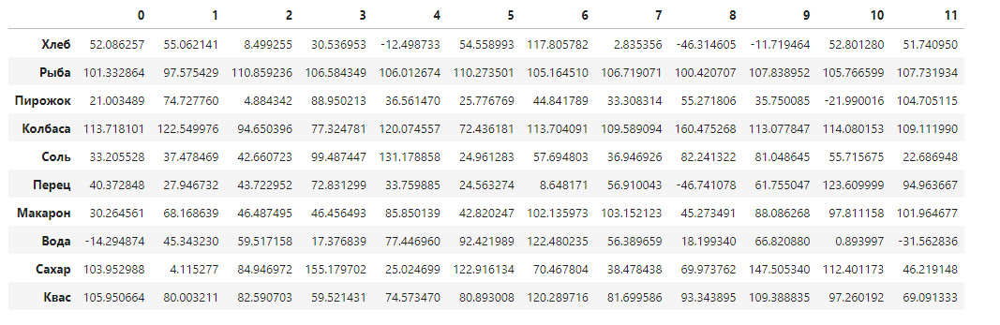 0 1 2 3 4 5 6 7 8 9 10 11
Хлеб 52.086257 55.062141 8.499255 30.536953 -12.498733 54.558993 117.805782 2.835356 -46.314605 -11.719464 52.801280 51.740950
Рыба 101.332864 97.575429 110.859236 106.584349 106.012674 110.273501 105.164510 106.719071 100.420707 107.838952 105.766599 107.731934
Пирожок 21.003489 74.727760 4.884342 88.950213 36.561470 25.776769 44.841789 33.308314 55.271806 35.750085 -21.990016 104.705115
Колбаса 113.718101 122.549976 94.650396 77.324781 120.074557 72.436181 113.704091 109.589094 160.475268 113.077847 114.080153 109.111990
Соль 33.205528 37.478469 42.660723 99.487447 131.178858 24.961283 57.694803 36.946926 82.241322 81.048645 55.715675 22.686948
Перец 40.372848 27.946732 43.722952 72.831299 33.759885 24.563274 8.648171 56.910043 -46.741078 61.755047 123.609999 94.963667
Макарон 30.264561 68.168639 46.487495 46.456493 85.850139 42.820247 102.135973 103.152123 45.273491 88.086268 97.811158 101.964677
Вода -14.294874 45.343230 59.517158 17.376839 77.446960 92.421989 122.480235 56.389659 18.199340 66.820880 0.893997 -31.562836
Сахар 103.952988 4.115277 84.946972 155.179702 25.024699 122.916134 70.467804 38.478438 69.973762 147.505340 112.401173 46.219148
Квас 105.950664 80.003211 82.590703 59.521431 74.573470 80.893008 120.289716 81.699586 93.343895 109.388835 97.260192 69.091333